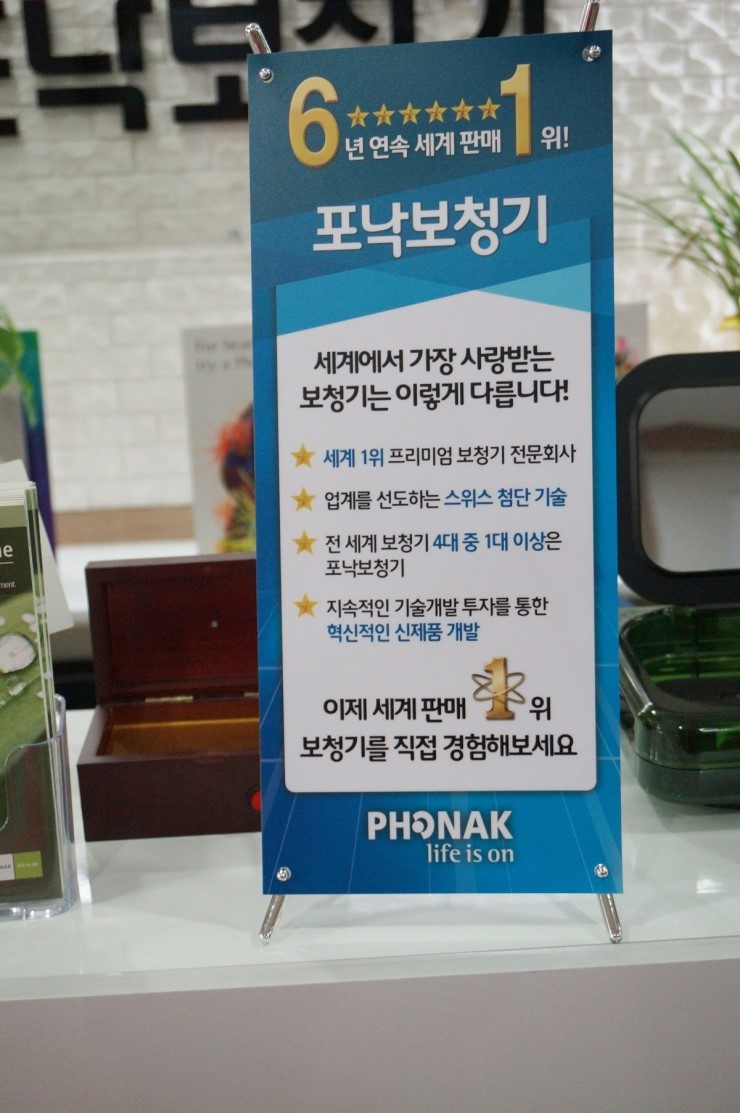 낙보청기
6년 연속 세계 판매 1위!
포낙보청기
세계에서 가장 사랑받는
보청기는 이렇게 다릅니다!
세계 1위 프리미엄 보청기 전문회사
업계를 선도하는 스위스 첨단 기술
전 세계 보청기 4대 중 1대 이상은
포낙보청기
지속적인 기술개발 투자를 통한
혁신적인 신제품 개발
이제 세계 판매 1위
보청기를 직접 경험해보세요
PHONAK
life is on